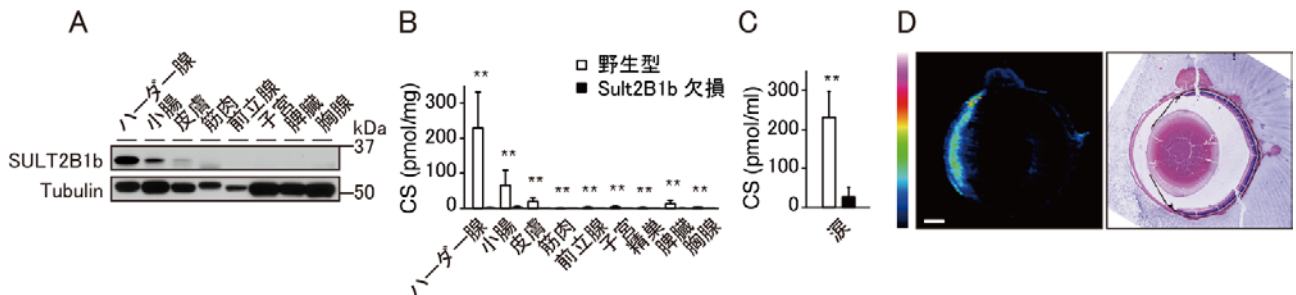 A
ハーダー腺
小腸
皮膚
筋肉
前立腺
子宮
脾臓
胸腺
kDa
37
SULT2B1b
Tubulin
50
B
野生型
Sult2B1b 欠損
CS (pmol/mg)
300
200
100
0
**
**
**
**
**
**
**
**
**
ハーダー腺
小腸
皮膚
筋肉
前立腺
子宮
精巣
脾臓
胸腺
C
CS (pmol/ml)
300
200
100
0
**
涙
D